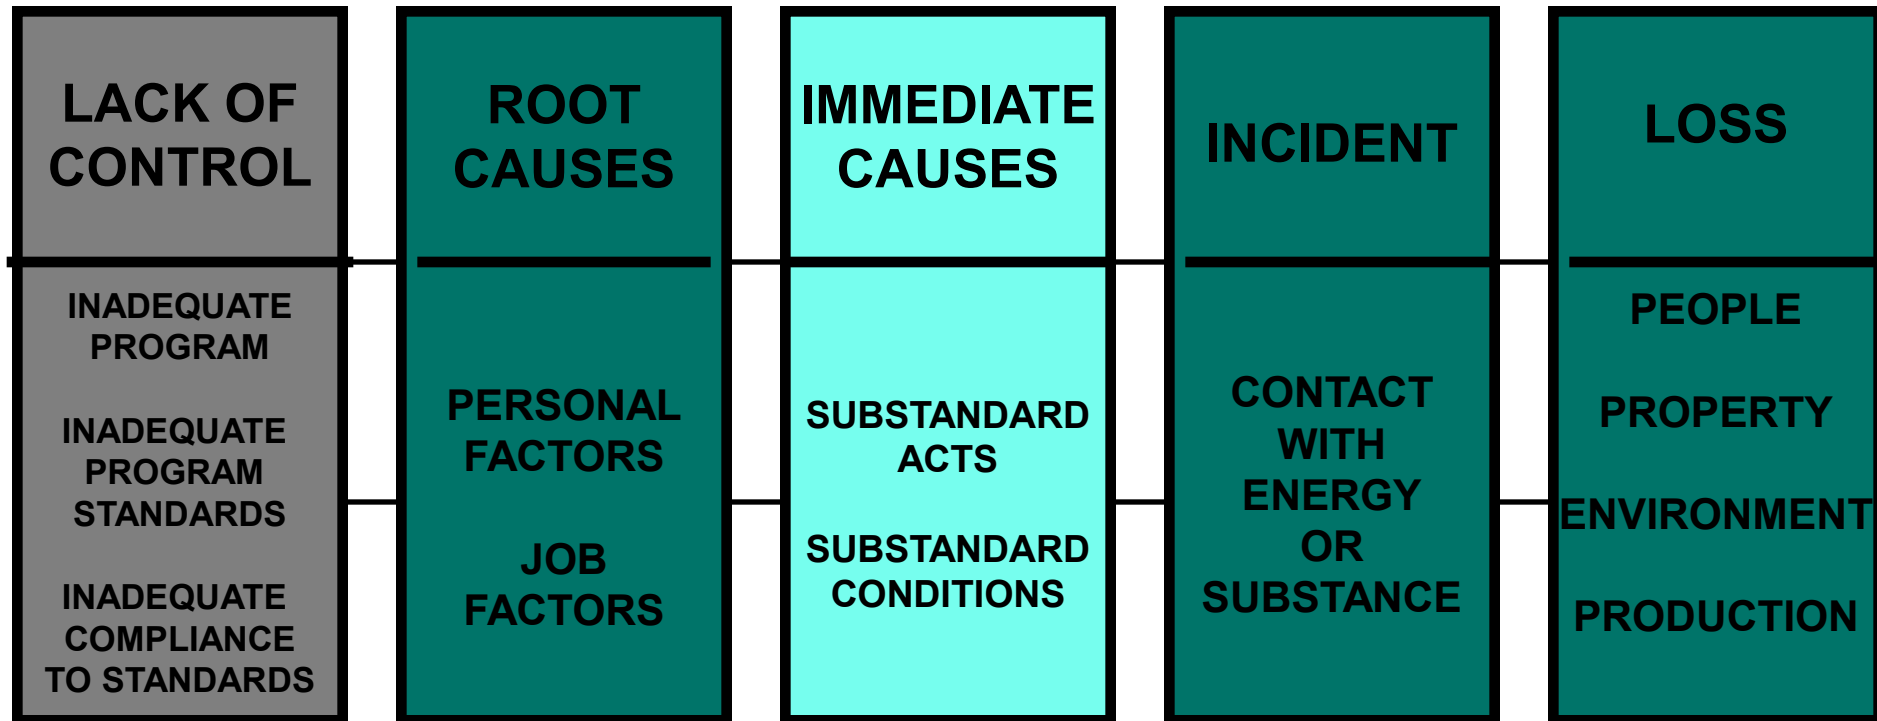 LACK OF
CONTROL
INADEQUATE
PROGRAM
INADEQUATE
PROGRAM
STANDARDS
INADEQUATE
COMPLIANCE
TO STANDARDS
ROOT
CAUSES
PERSONAL
FACTORS
JOB
FACTORS
IMMEDIATE
CAUSES
SUBSTANDARD
ACTS
SUBSTANDARD
CONDITIONS
INCIDENT
CONTACT
WITH
ENERGY
OR
SUBSTANCE
LOSS
PEOPLE
PROPERTY
ENVIRONMENT
PRODUCTION